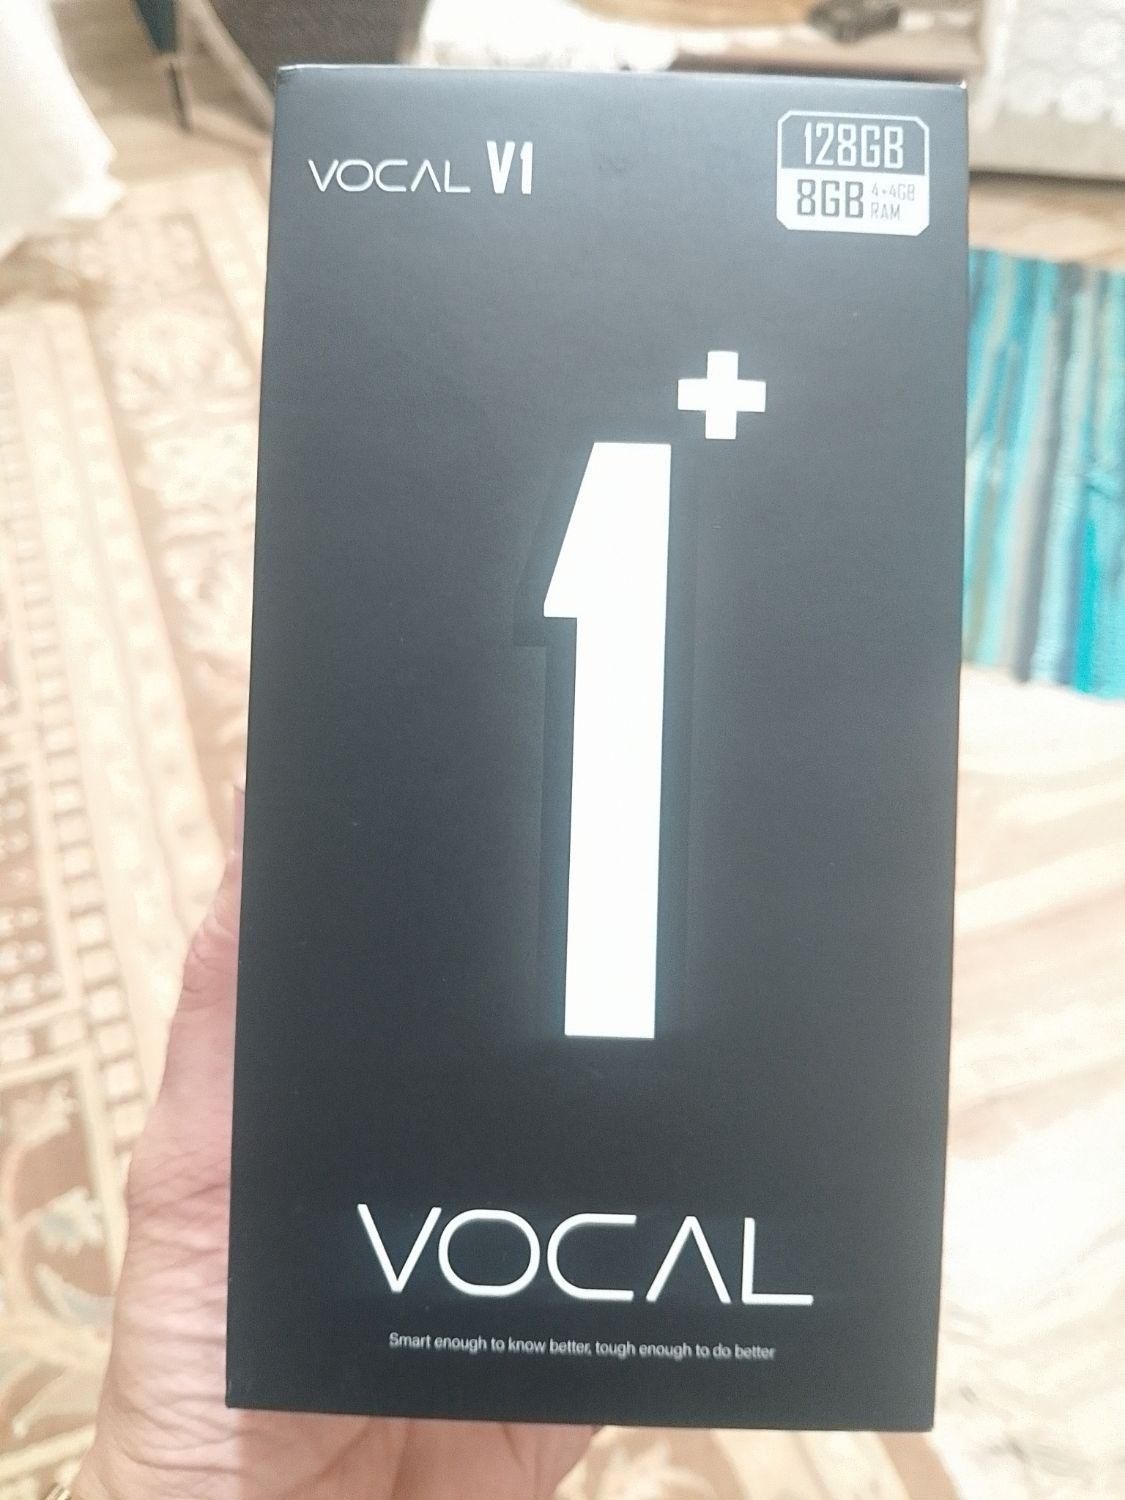 VOCAL V1
128GB
8GB 4+4GB
RAM
1+
VOCAL
Smart enough to know better, tough enough to do better